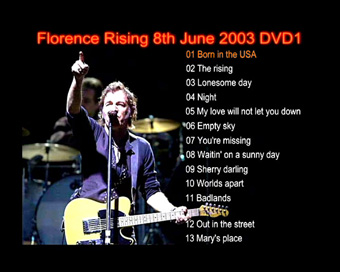 Florence Rising 8th June 2003 DVD1
01 Born in the USA
02 The rising
03 Lonesome day
04 Night
05 My love will not let you down
06 Empty sky
07 You're missing
08 Waitin' on a sunny day
09 Sherry darling
10 Worlds apart
11 Badlands
12 Out in the street
13 Mary's place